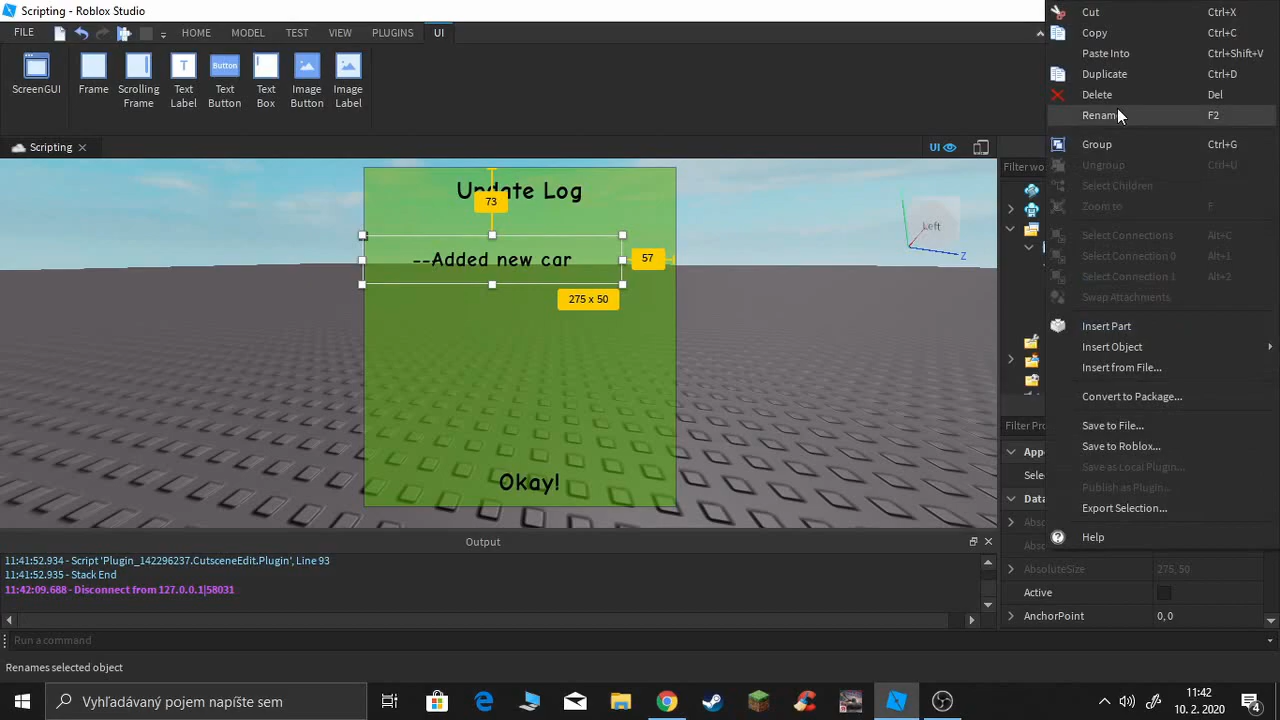 Scripting - Roblox Studio
FILE
HOME
MODEL
TEST
VIEW
PLUGINS
UI
ScreenGUI
Frame
Scrolling
Frame
Text
Label
Button
Text
Button
Text
Box
Image
Button
Image
Label
Scripting
UI
Update Log
73
--Added new car
57
275 x 50
Okay!
Left
Z
Filter wo
Filter Pro
Appe
Selec
Data
Abso
Abso
AbsoluteSize
275, 50
Active
AnchorPoint
0, 0
Cut Ctrl+X
Copy Ctrl+C
Paste Into Ctrl+Shift+V
Duplicate Ctrl+D
Delete Del
Rename F2
Group Ctrl+G
Ungroup Ctrl+U
Select Children
Zoom to F
Select Connections Alt+C
Select Connection 0 Alt+1
Select Connection 1 Alt+2
Swap Attachments
Insert Part
Insert Object
Insert from File...
Convert to Package...
Save to File...
Save to Roblox...
Save as Local Plugin...
Publish as Plugin...
Export Selection...
Help
Output
11:41:52.934 - Script 'Plugin_142296237.CutsceneEdit.Plugin', Line 93
11:41:52.935 - Stack End
11:42:09.688 - Disconnect from 127.0.0.1|58031
Run a command
Renames selected object
Vyhľadávaný pojem napíšte sem
11:42
10. 2. 2020
4